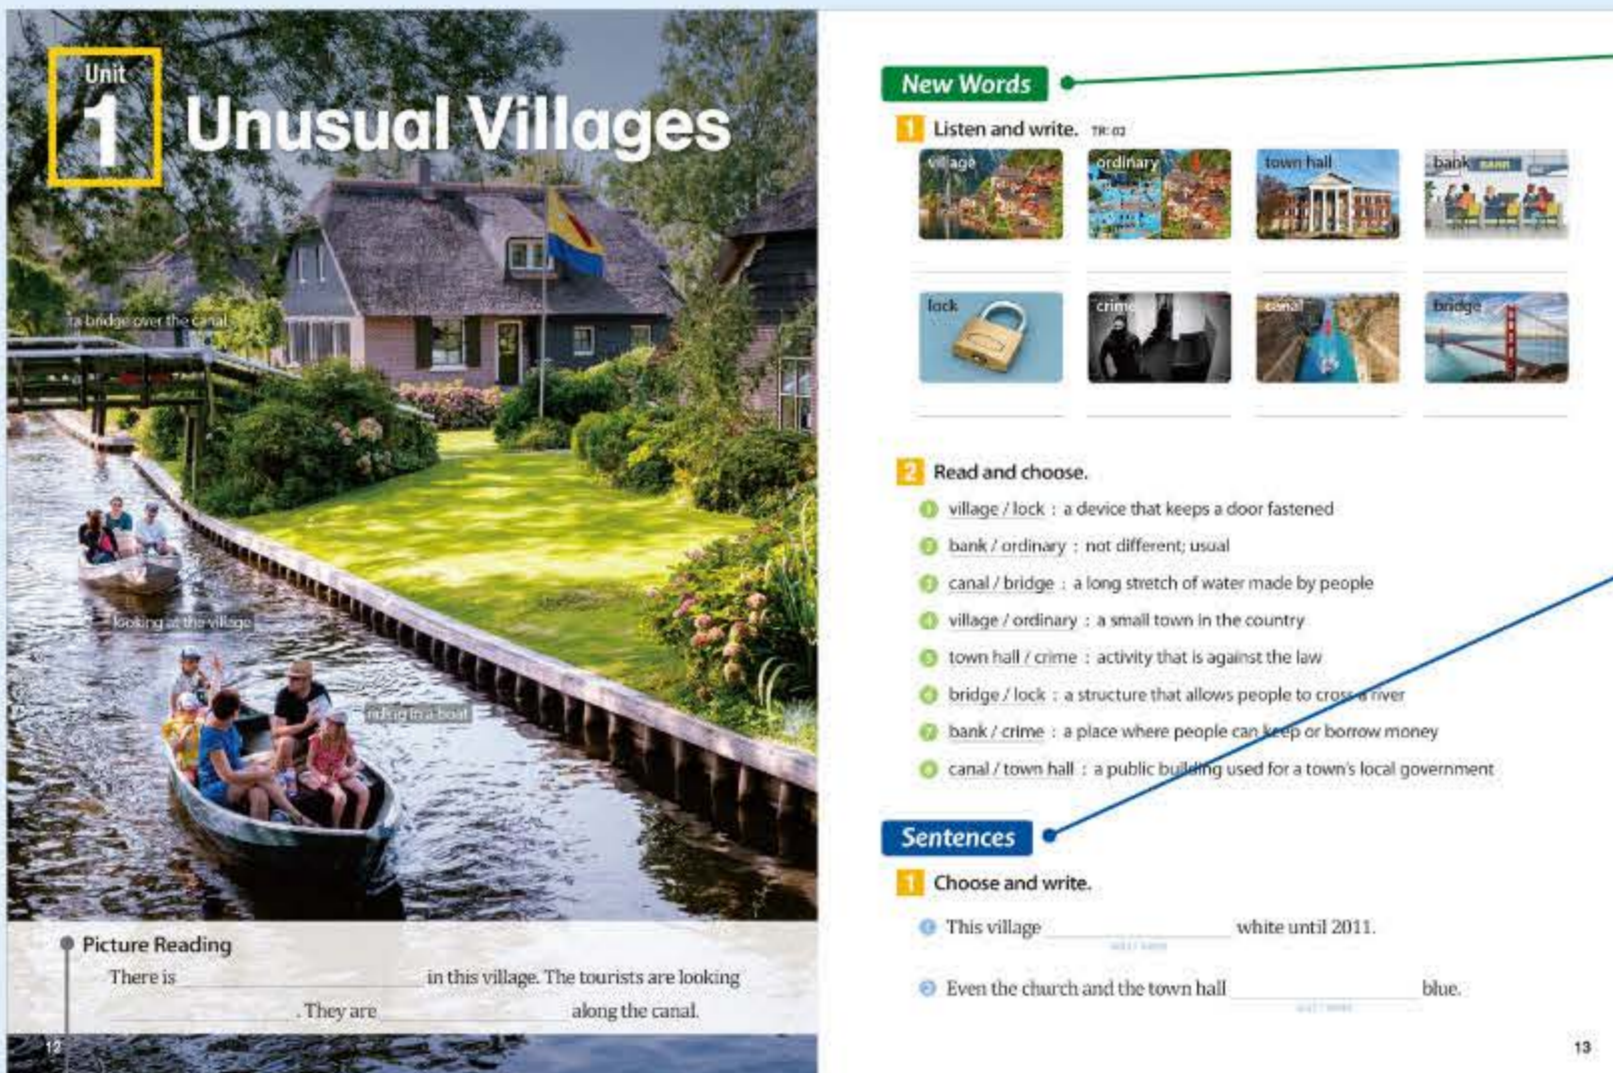 Unit
1
Unusual Villages
a bridge over the canal
looking at the village
riding in a boat
Picture Reading
There is in this village. The tourists are looking
. They are along the canal.
12
New Words
1 Listen and write. TR: 02
village ordinary town hall bank BANK
lock crime canal bridge
2 Read and choose.
1 village / lock : a device that keeps a door fastened
2 bank / ordinary : not different; usual
3 canal / bridge : a long stretch of water made by people
4 village / ordinary : a small town in the country
5 town hall / crime : activity that is against the law
6 bridge / lock : a structure that allows people to cross a river
7 bank / crime : a place where people can keep or borrow money
8 canal / town hall : a public building used for a town's local government
Sentences
1 Choose and write.
1 This village white until 2011.
2 Even the church and the town hall blue.
13